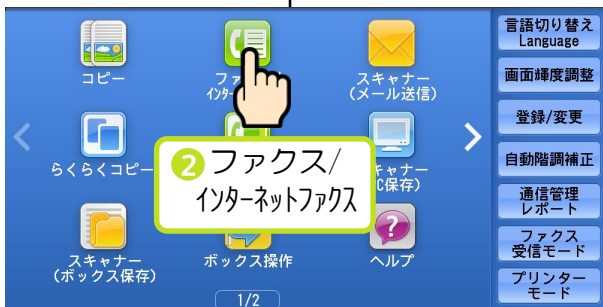 コピー
ファ
ｲﾝﾀｰ
スキャナー
(メール送信)
らくらくコピー
キャナー
C保存)
❷ファクス/
ｲﾝﾀｰﾈｯﾄﾌｧｸｽ
スキャナー
(ボックス保存)
ボックス操作
ヘルプ
1/2
言語切り替え
Language
画面輝度調整
登録/変更
自動階調補正
通信管理
レポート
ファクス
受信モード
プリンター
モード